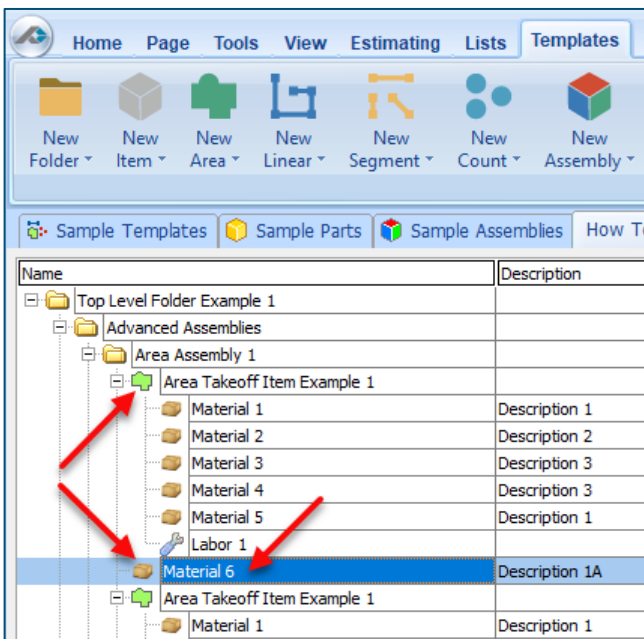 Home Page Tools View Estimating Lists Templates
New Folder New Item New Area New Linear New Segment New Count New Assembly
Sample Templates Sample Parts Sample Assemblies How T
Name Description
Top Level Folder Example 1
Advanced Assemblies
Area Assembly 1
Area Takeoff Item Example 1
Material 1 Description 1
Material 2 Description 2
Material 3 Description 3
Material 4 Description 3
Material 5 Description 1
Labor 1
Material 6 Description 1A
Area Takeoff Item Example 1
Material 1 Description 1